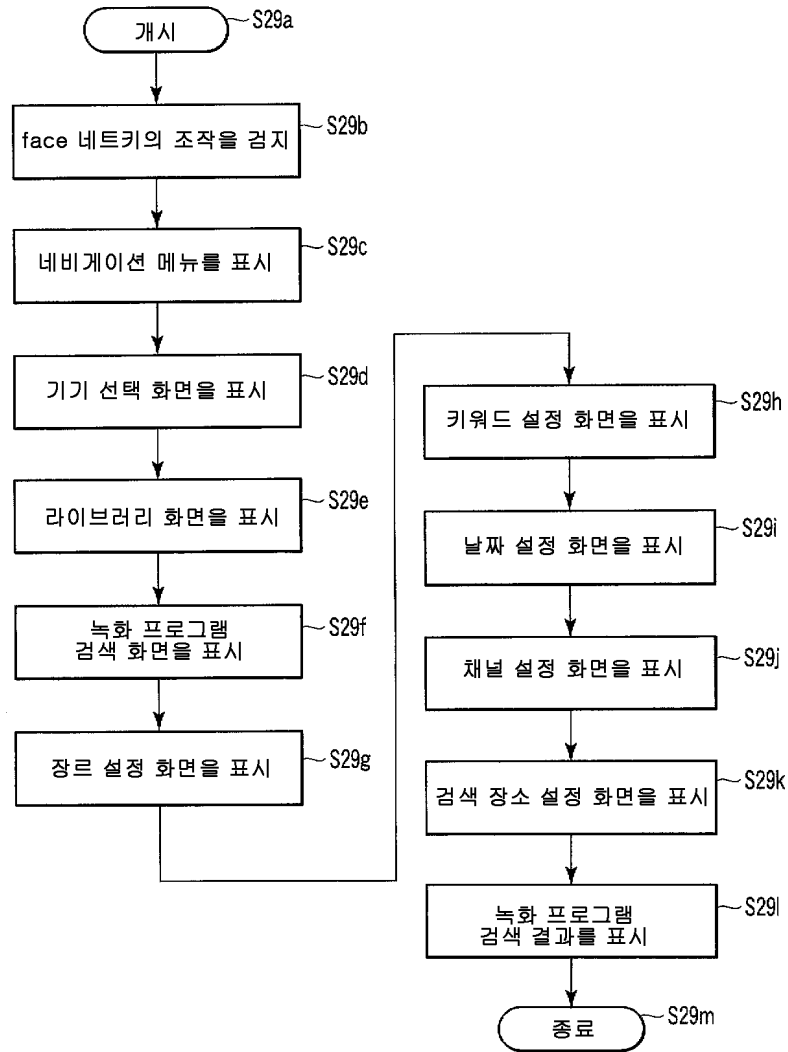 개시
S29a
face 네트키의 조작을 검지
S29b
네비게이션 메뉴를 표시
S29c
기기 선택 화면을 표시
S29d
라이브러리 화면을 표시
S29e
녹화 프로그램
검색 화면을 표시
S29f
장르 설정 화면을 표시
S29g
키워드 설정 화면을 표시
S29h
날짜 설정 화면을 표시
S29i
채널 설정 화면을 표시
S29j
검색 장소 설정 화면을 표시
S29k
녹화 프로그램
검색 결과를 표시
S29l
종료
S29m